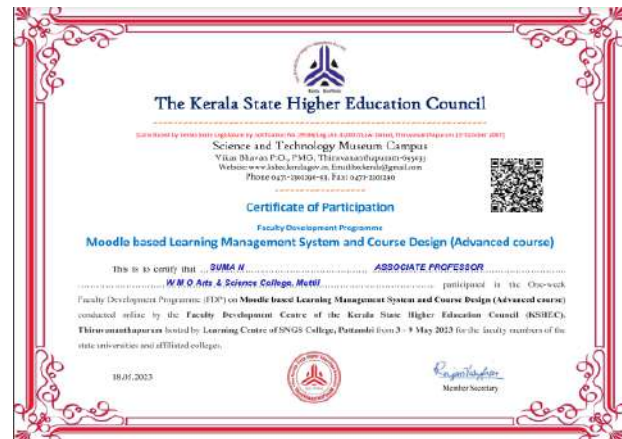 The Kerala State Higher Education Council
Science and Technology Museum Campus
Vikas Bhavan P.O., PMG, Thiruvananthapuram-695033
Certificate of Participation
Faculty Development Programme
Moodle based Learning Management System and Course Design (Advanced course)
This is to certify that SUMA N ASSOCIATE PROFESSOR
W M O Arts & Science College, Muttil participated in the One-week
Faculty Development Programme (FDP) on Moodle based Learning Management System and Course Design (Advanced course)
conducted online by the Faculty Development Centre of the Kerala State Higher Education Council (KSHEC),
Thiruvananthapuram hosted by Learning Centre of SNGS College, Pattambi from 3 - 9 May 2023 for the faculty members of the
state universities and affiliated colleges.
18.05.2023
Member Secretary